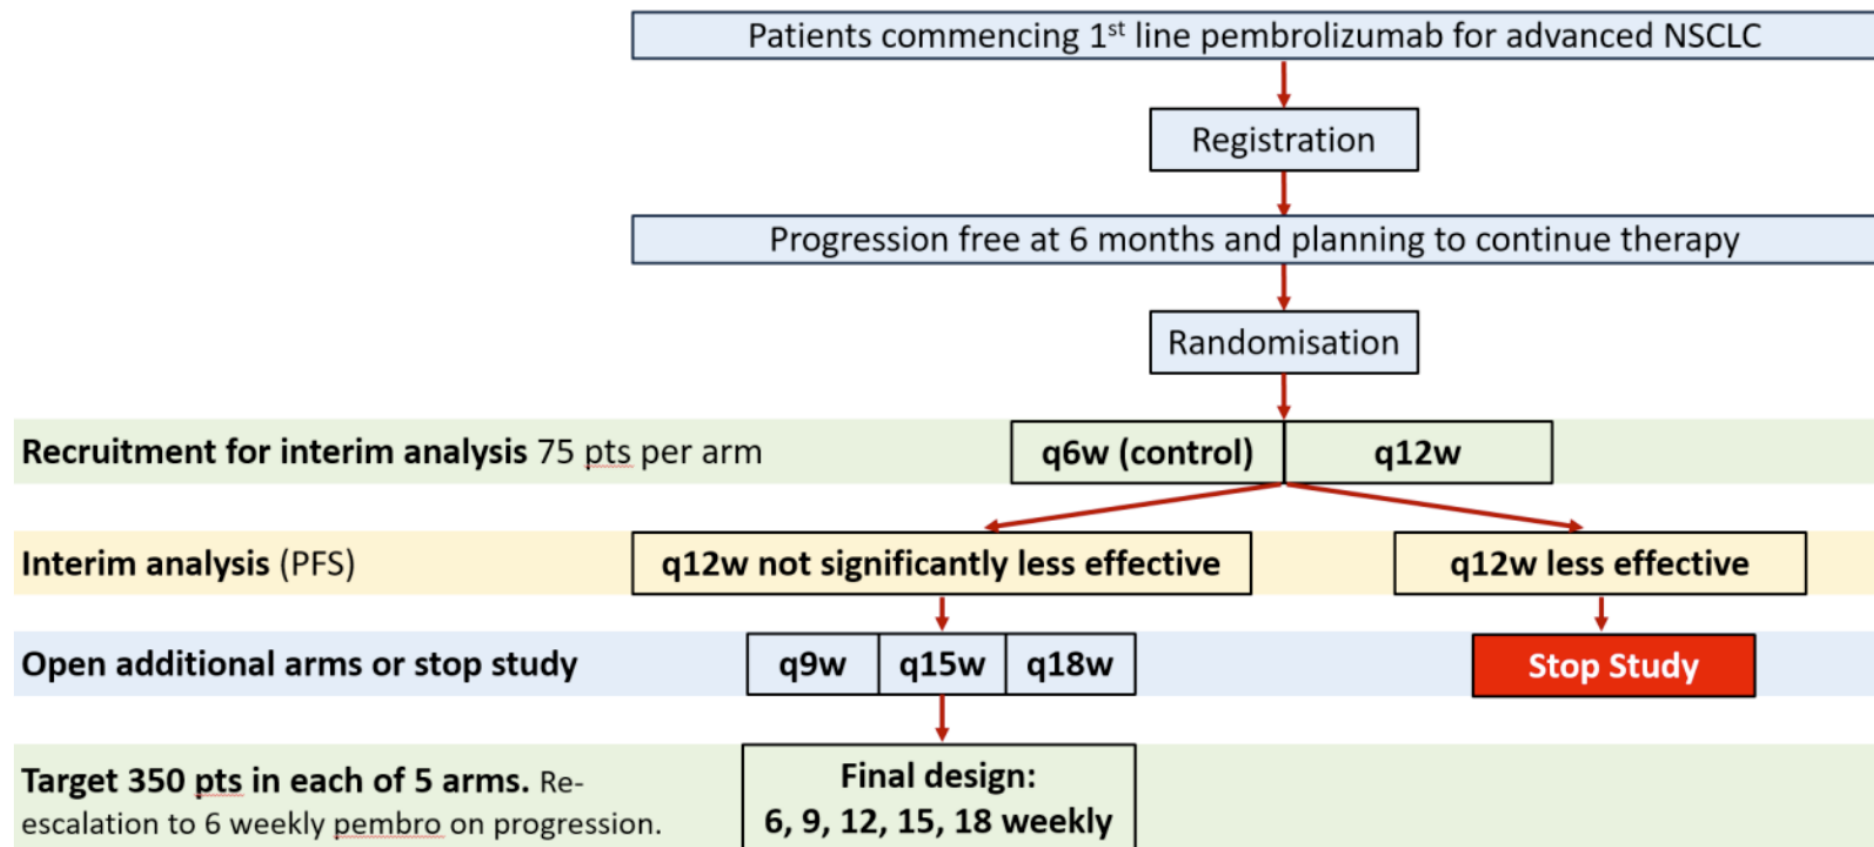 Patients commencing 1st line pembrolizumab for advanced NSCLC
Registration
Progression free at 6 months and planning to continue therapy
Randomisation
Recruitment for interim analysis 75 pts per arm
q6w (control)
q12w
Interim analysis (PFS)
q12w not significantly less effective
q12w less effective
Open additional arms or stop study
q9w
q15w
q18w
Stop Study
Target 350 pts in each of 5 arms. Re-
escalation to 6 weekly pembro on progression.
Final design:
6, 9, 12, 15, 18 weekly